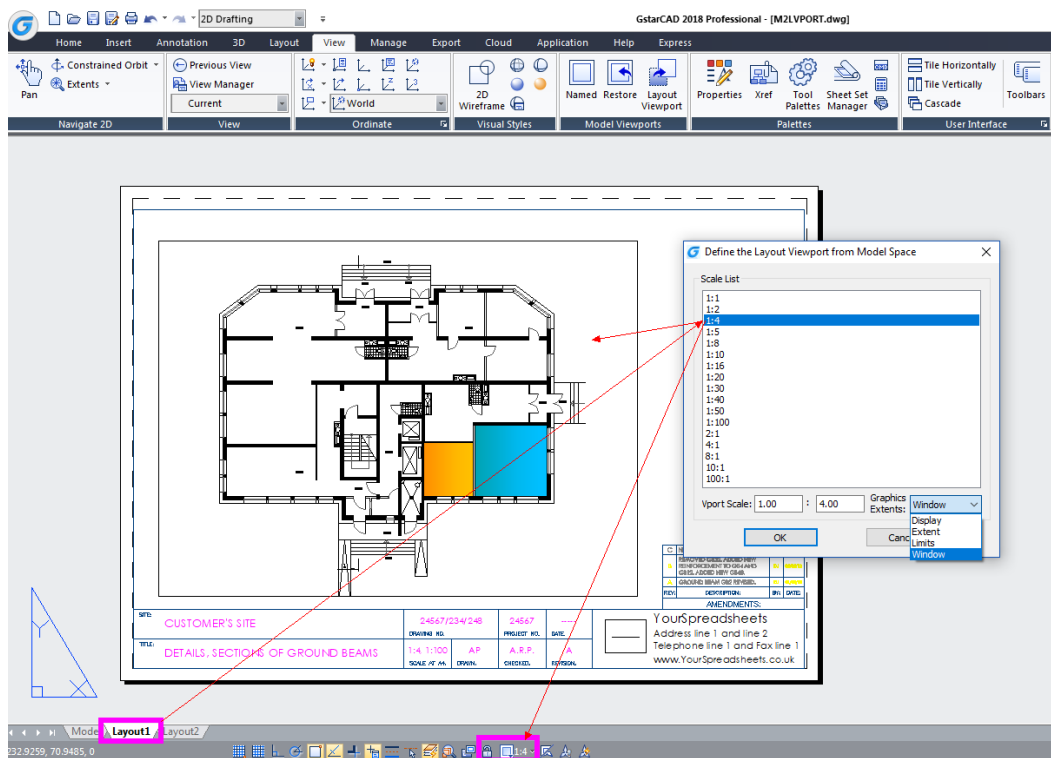 2D Drafting
GstarCAD 2018 Professional - [M2LVPORT.dwg]
Home Insert Annotation 3D Layout View Manage Export Cloud Application Help Express
Pan
Constrained Orbit
Extents
Navigate 2D
Previous View
View Manager
Current
View
World
Ordinate
2D
Wireframe
Visual Styles
Named Restore Layout
Viewport
Model Viewports
Properties Xref Tool
Palettes Sheet Set
Manager
Palettes
Tile Horizontally
Tile Vertically
Cascade
Toolbars
User Interface
Define the Layout Viewport from Model Space
Scale List
1:1
1:2
1:4
1:5
1:8
1:10
1:16
1:20
1:30
1:40
1:50
1:100
2:1
4:1
8:1
10:1
100:1
Vport Scale: 1.00 : 4.00 Graphics
Extents: Window
Display
Extent
Limits
Window
OK Canc
C
GROUND BEAM GB2 REVISED.
REV. DESCRIPTION: BY: DATE:
AMENDMENTS:
SITE:
CUSTOMER'S SITE
24567/234/245 24567 -----
DRAWING NO. PROJECT NO. DATE.
TITLE:
DETAILS, SECTIONS OF GROUND BEAMS
1:4, 1:100 AP A.R.P. A
SCALE AT A4. DRAWN. CHECKED. REVISION.
YourSpreadsheets
Address line 1 and line 2
Telephone line 1 and Fax line 1
www.YourSpreadsheets.co.uk
Mode Layout1 Layout2
232.9259, 70.9485, 0
1:4